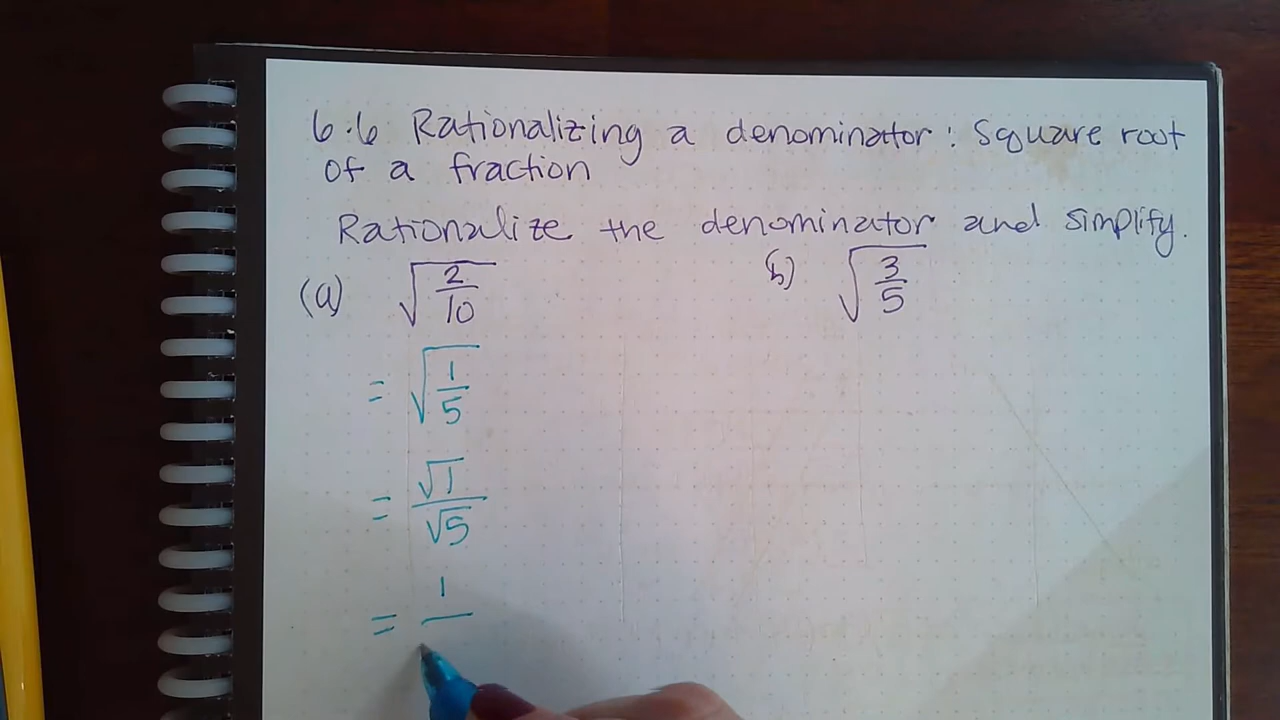 6.6 Rationalizing a denominator: Square root
of a fraction
Rationalize the denominator and simplify.
(a) √(2/10)
(b) √(3/5)
= √(1/5)
= √1/√5
= 1/